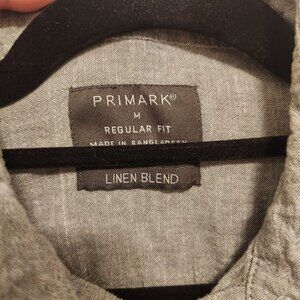 PRIMARK®
M
REGULAR FIT
MADE IN BANGLADESH
LINEN BLEND